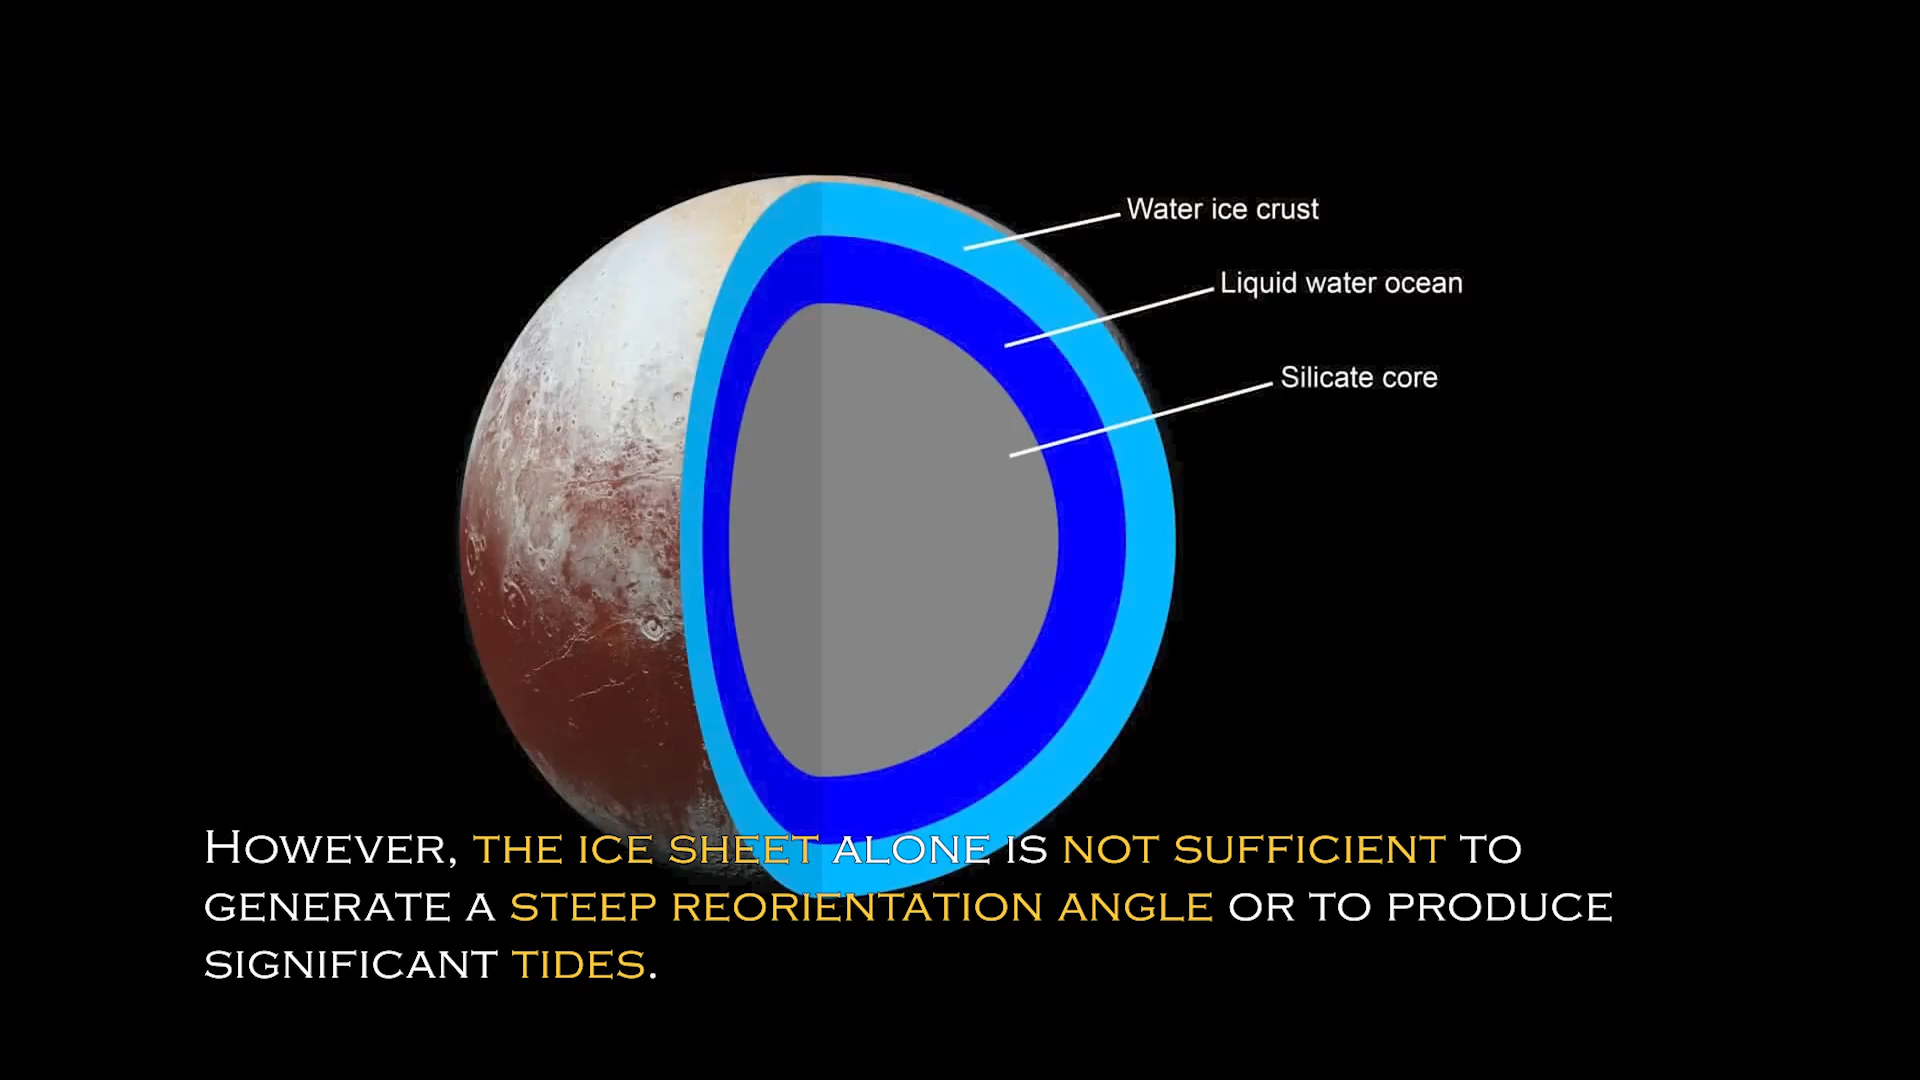 Water ice crust
Liquid water ocean
Silicate core
However, the ice sheet alone is not sufficient to
generate a steep reorientation angle or to produce
significant tides.